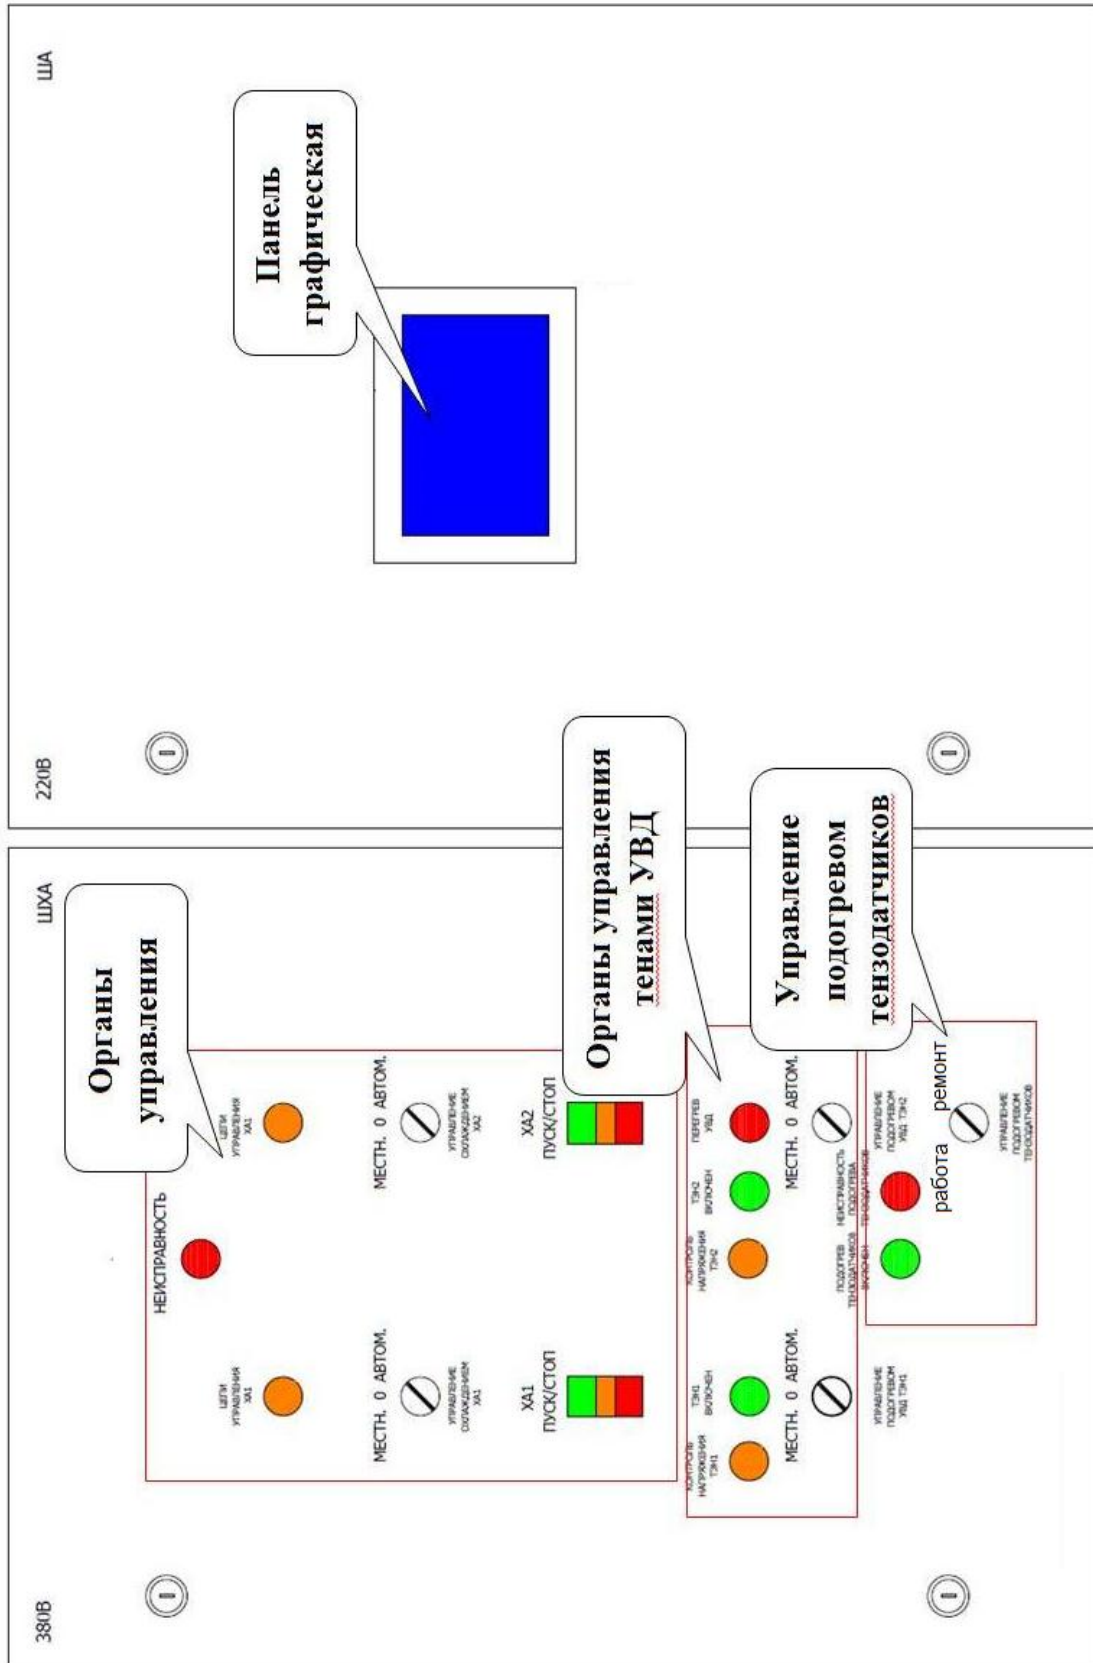 380В
ШХА
Органы
управления
НЕИСПРАВНОСТЬ
ЦЕПИ
УПРАВЛЕНИЯ
ХА1
ЦЕПИ
УПРАВЛЕНИЯ
ХА1
МЕСТН. 0 АВТОМ.
УПРАВЛЕНИЕ
ОХЛАЖДЕНИЕМ
ХА1
МЕСТН. 0 АВТОМ.
УПРАВЛЕНИЕ
ОХЛАЖДЕНИЕМ
ХА2
ХА1
ПУСК/СТОП
ХА2
ПУСК/СТОП
Органы управления
тенами УВД
КОНТРОЛЬ
НАПРЯЖЕНИЯ
ТЭН1
ТЭН1
ВКЛЮЧЕН
КОНТРОЛЬ
НАПРЯЖЕНИЯ
ТЭН2
ТЭН2
ВКЛЮЧЕН
ПЕРЕГРЕВ
УВД
МЕСТН. 0 АВТОМ.
УПРАВЛЕНИЕ
ПОДОГРЕВОМ
УВД ТЭН1
МЕСТН. 0 АВТОМ.
УПРАВЛЕНИЕ
ПОДОГРЕВОМ
УВД ТЭН2
Управление
подогревом
тензодатчиков
ПОДОГРЕВ
ТЕНЗОДАТЧИКОВ
ВКЛЮЧЕН
НЕИСПРАВНОСТЬ
ПОДОГРЕВА
ТЕНЗОДАТЧИКОВ
работа ремонт
УПРАВЛЕНИЕ
ПОДОГРЕВОМ
ТЕНЗОДАТЧИКОВ
220В
ША
Панель
графическая